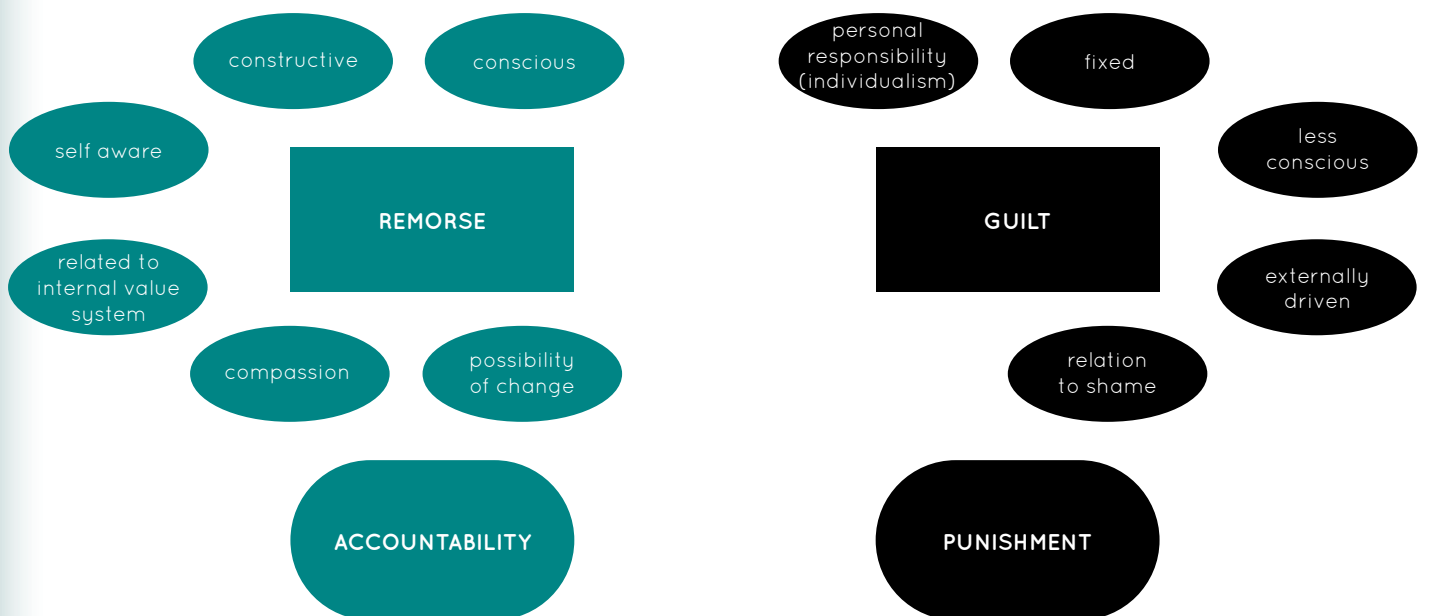 constructive
conscious
self aware
related to
internal value
system
REMORSE
compassion
possibility
of change
ACCOUNTABILITY
personal
responsibility
(individualism)
fixed
less
conscious
GUILT
externally
driven
relation
to shame
PUNISHMENT